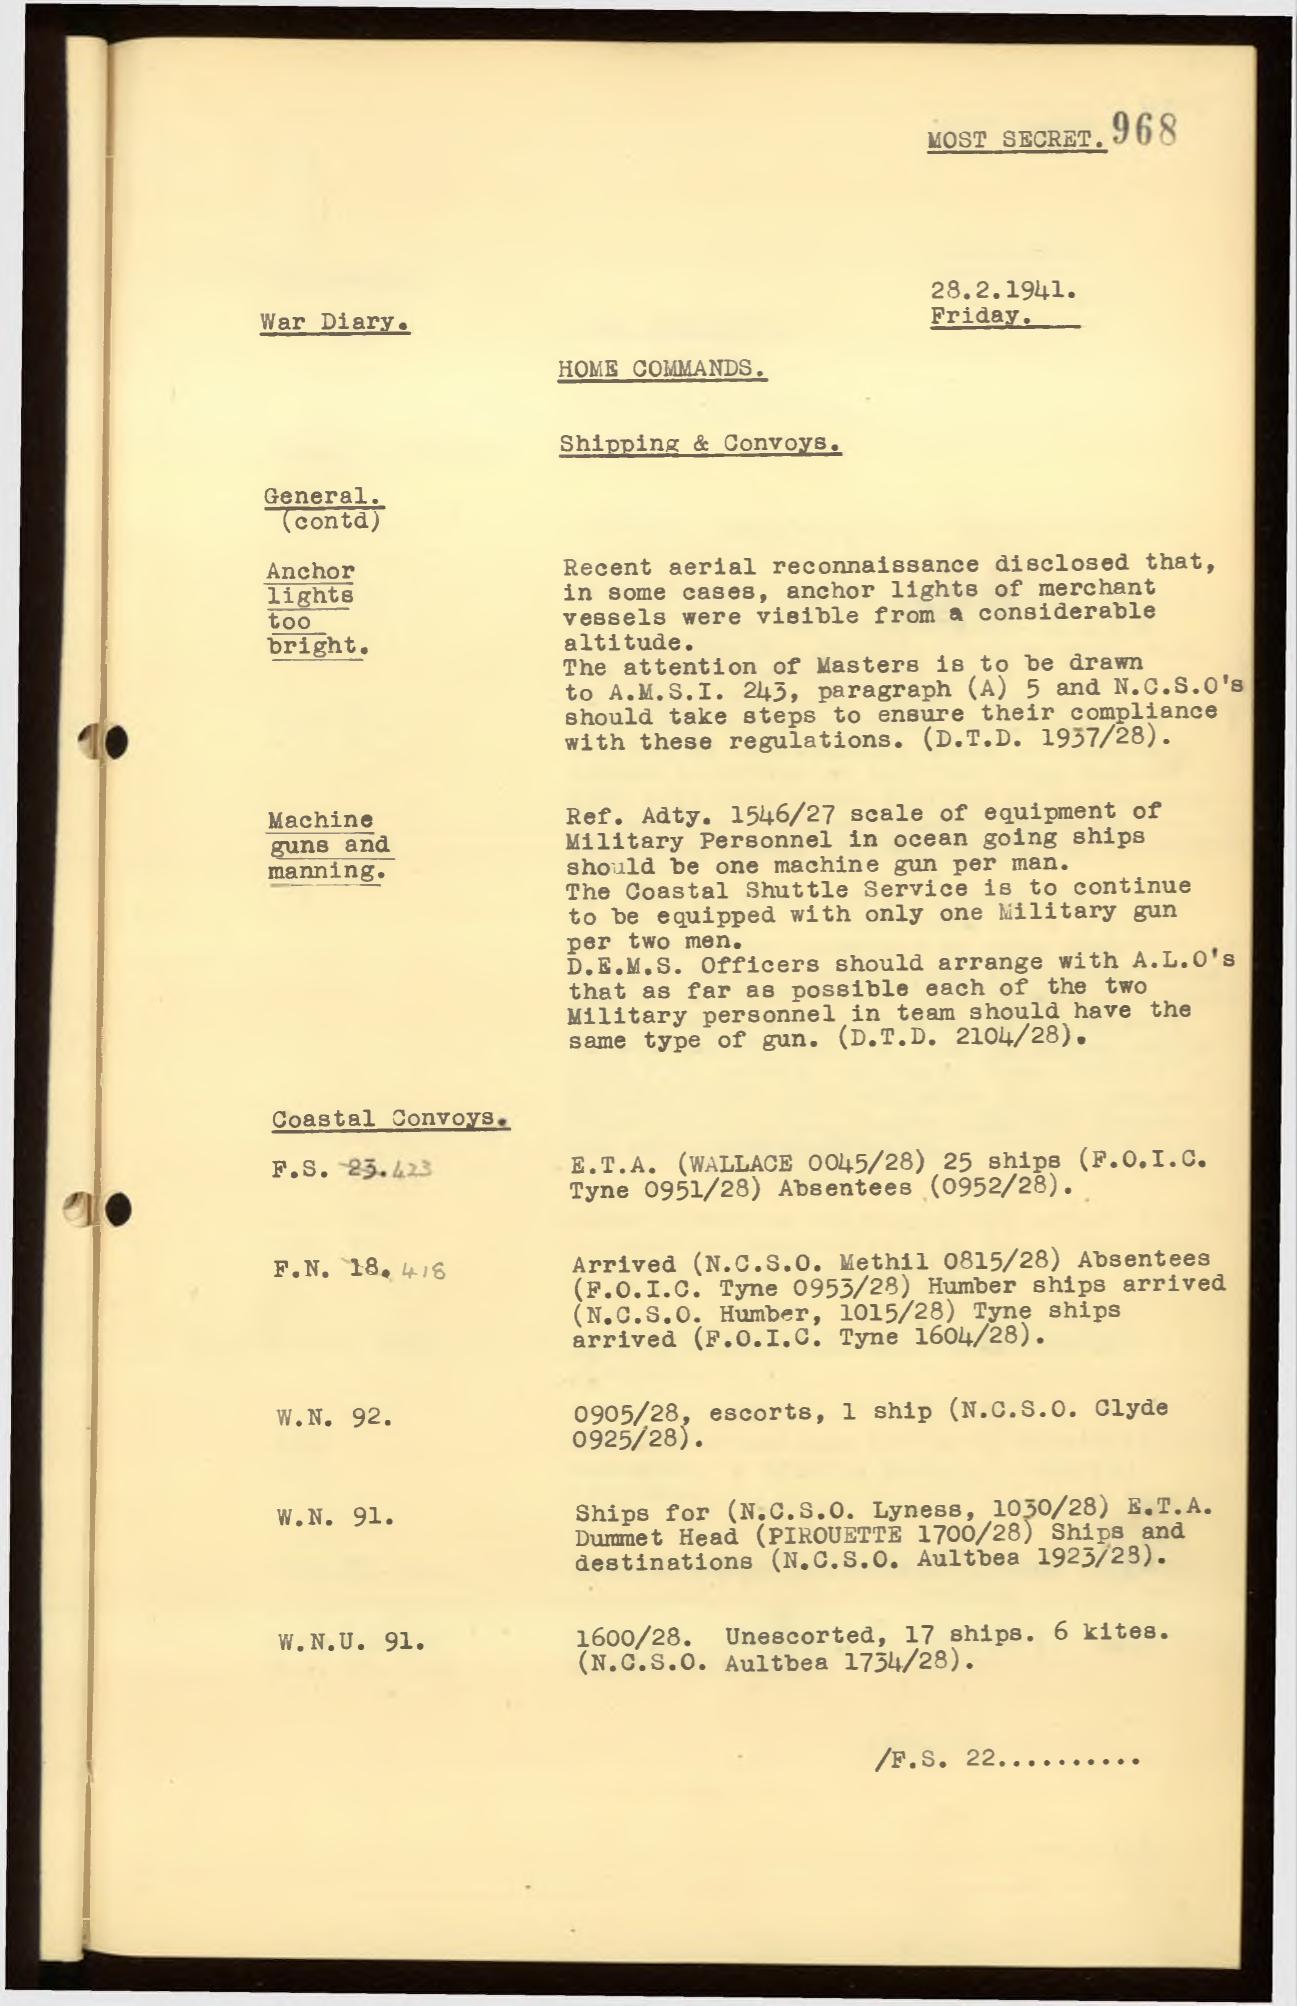 MOST SECRET. 968
28.2.1941.
War Diary. Friday.
HOME COMMANDS.
Shipping & Convoys.
General.
(contd)
Anchor
lights
too
bright.
Recent aerial reconnaissance disclosed that,
in some cases, anchor lights of merchant
vessels were visible from a considerable
altitude.
The attention of Masters is to be drawn
to A.M.S.I. 243, paragraph (A) 5 and N.C.S.O's
should take steps to ensure their compliance
with these regulations. (D.T.D. 1937/28).
Machine
guns and
manning.
Ref. Adty. 1546/27 scale of equipment of
Military Personnel in ocean going ships
should be one machine gun per man.
The Coastal Shuttle Service is to continue
to be equipped with only one Military gun
per two men.
D.E.M.S. Officers should arrange with A.L.O's
that as far as possible each of the two
Military personnel in team should have the
same type of gun. (D.T.D. 2104/28).
Coastal Convoys.
F.S. 23. 423
E.T.A. (WALLACE 0045/28) 25 ships (F.O.I.C.
Tyne 0951/28) Absentees (0952/28).
F.N. 18. 418
Arrived (N.C.S.O. Methil 0815/28) Absentees
(F.O.I.C. Tyne 0953/28) Humber ships arrived
(N.C.S.O. Humber, 1015/28) Tyne ships
arrived (F.O.I.C. Tyne 1604/28).
W.N. 92.
0905/28, escorts, 1 ship (N.C.S.O. Clyde
0925/28).
W.N. 91.
Ships for (N.C.S.O. Lyness, 1030/28) E.T.A.
Dummet Head (PIROUETTE 1700/28) Ships and
destinations (N.C.S.O. Aultbea 1923/28).
W.N.U. 91.
1600/28. Unescorted, 17 ships. 6 kites.
(N.C.S.O. Aultbea 1734/28).
/F.S. 22..........